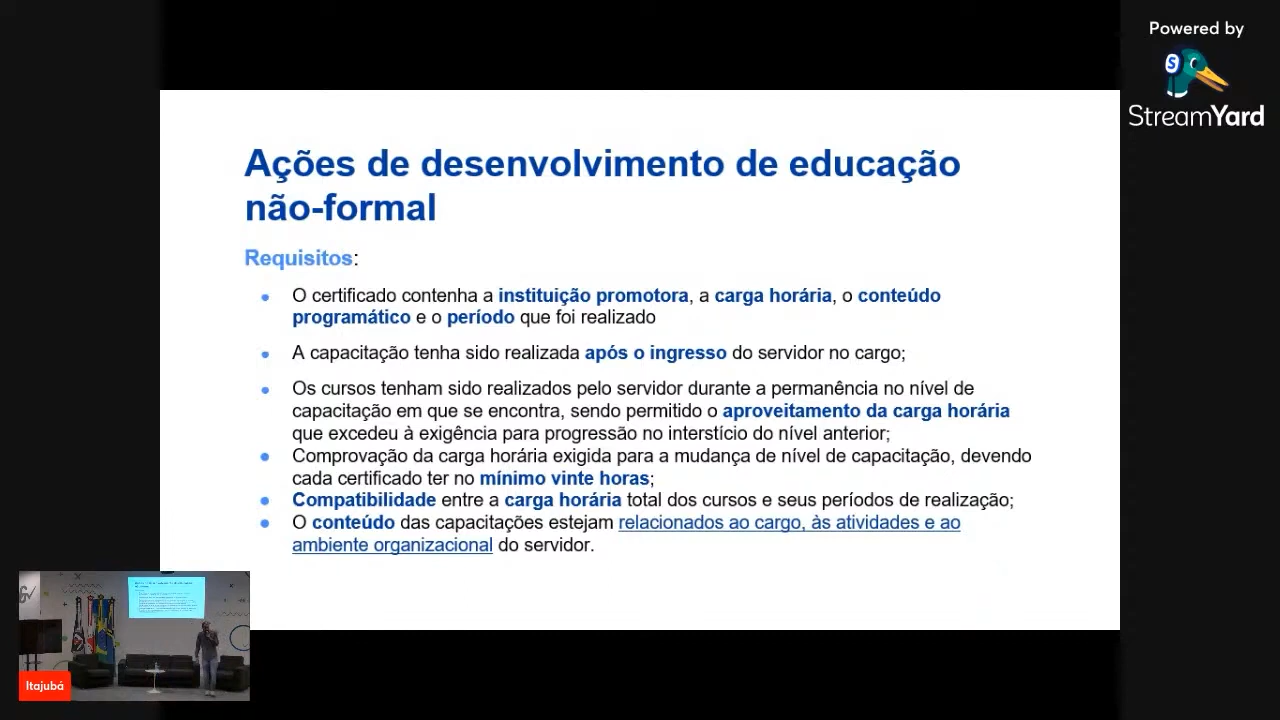 Powered by
StreamYard
Ações de desenvolvimento de educação
não-formal
Requisitos:
O certificado contenha a instituição promotora, a carga horária, o conteúdo
programático e o período que foi realizado
A capacitação tenha sido realizada após o ingresso do servidor no cargo;
Os cursos tenham sido realizados pelo servidor durante a permanência no nível de
capacitação em que se encontra, sendo permitido o aproveitamento da carga horária
que excedeu à exigência para progressão no interstício do nível anterior;
Comprovação da carga horária exigida para a mudança de nível de capacitação, devendo
cada certificado ter no mínimo vinte horas;
Compatibilidade entre a carga horária total dos cursos e seus períodos de realização;
O conteúdo das capacitações estejam relacionados ao cargo, às atividades e ao
ambiente organizacional do servidor.
Itajubá